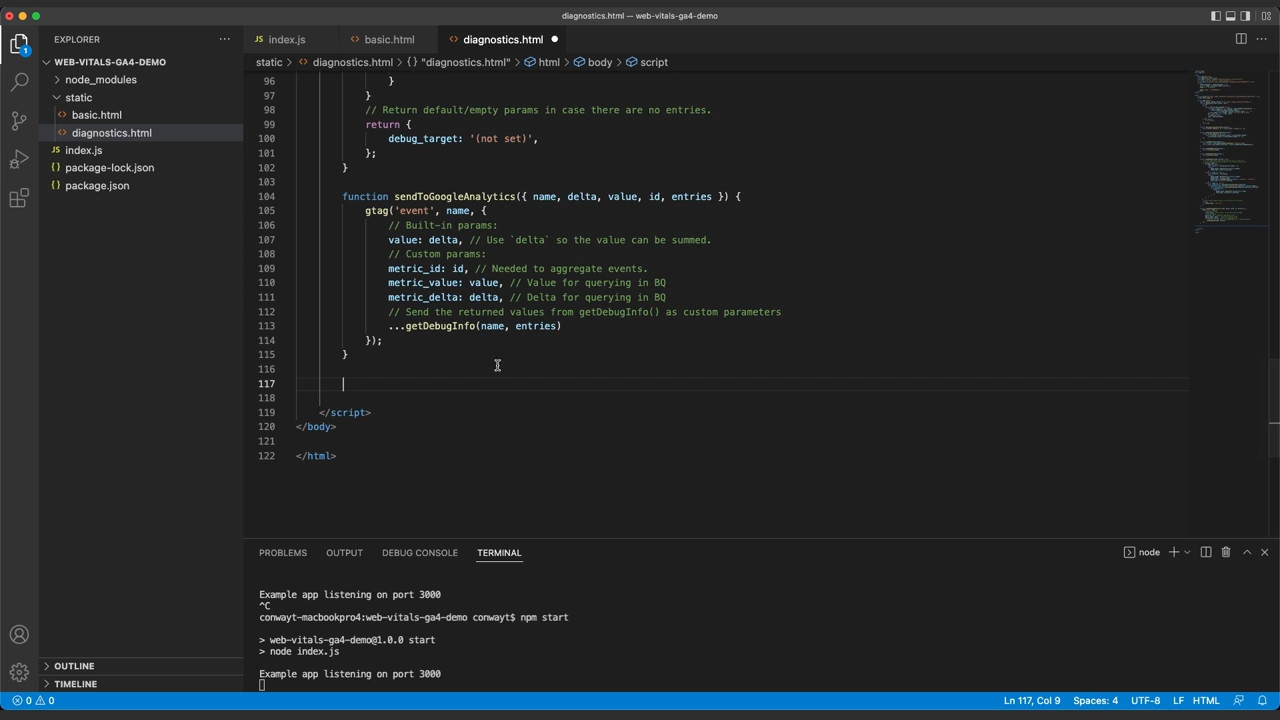 diagnostics.html — web-vitals-ga4-demo
EXPLORER
JS index.js
<> basic.html
<> diagnostics.html
WEB-VITALS-GA4-DEMO
static > <> diagnostics.html > {} "diagnostics.html" > html > body > script
1
> node_modules
static
<> basic.html
<> diagnostics.html
JS index.js
{} package-lock.json
{} package.json
96 }
97 }
98 // Return default/empty params in case there are no entries.
99 return {
100 debug_target: '(not set)'
101 };
102 }
103
104 function sendToGoogleAnalytics({ name, delta, value, id, entries }) {
105 gtag('event', name, {
106 // Built-in params:
107 value: delta, // Use `delta` so the value can be summed.
108 // Custom params:
109 metric_id: id, // Needed to aggregate events.
110 metric_value: value, // Value for querying in BQ
111 metric_delta: delta, // Delta for querying in BQ
112 // Send the returned values from getDebugInfo() as custom parameters
113 ...getDebugInfo(name, entries)
114 });
115 }
116
117
118
119 </script>
120 </body>
121
122 </html>
PROBLEMS OUTPUT DEBUG CONSOLE TERMINAL
node
Example app listening on port 3000
^C
conwayt-macbookpro4:web-vitals-ga4-demo conwayt$ npm start
> web-vitals-ga4-demo@1.0.0 start
> node index.js
Example app listening on port 3000
> OUTLINE
> TIMELINE
0 0
Ln 117, Col 9 Spaces: 4 UTF-8 LF HTML